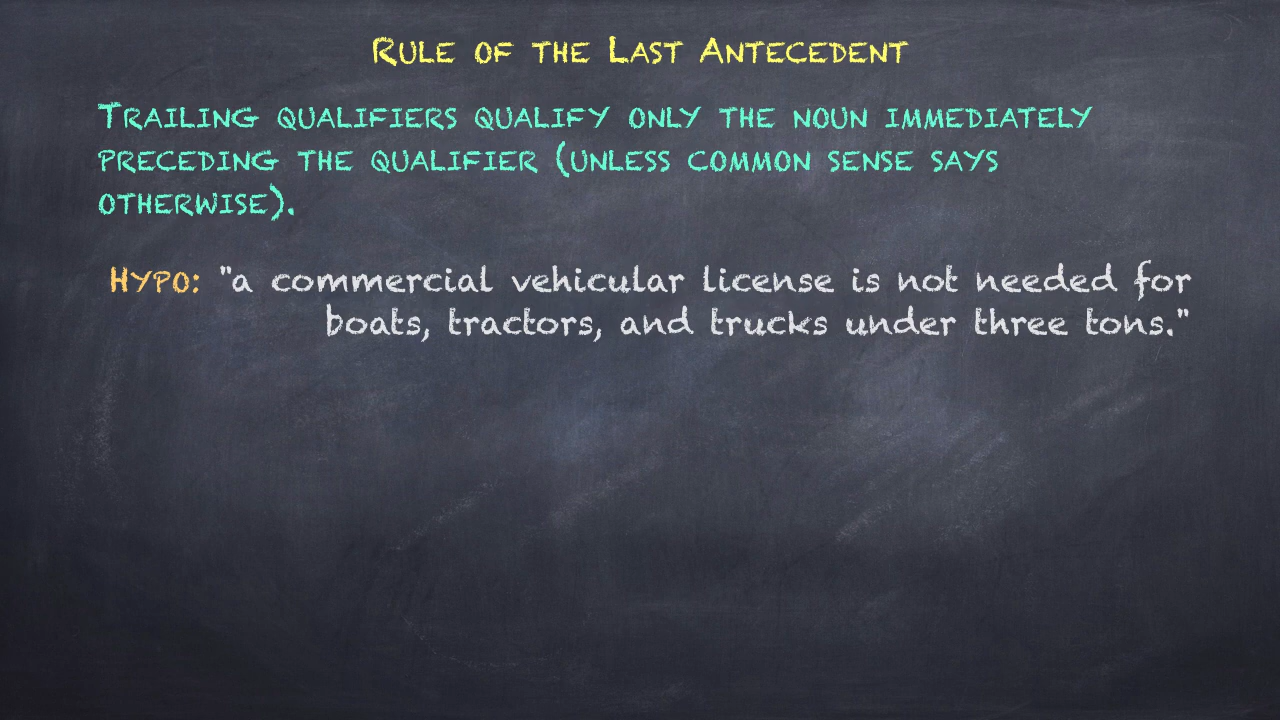 Rule of the Last Antecedent
Trailing qualifiers qualify only the noun immediately
preceding the qualifier (unless common sense says
otherwise).
Hypo: "a commercial vehicular license is not needed for
boats, tractors, and trucks under three tons."